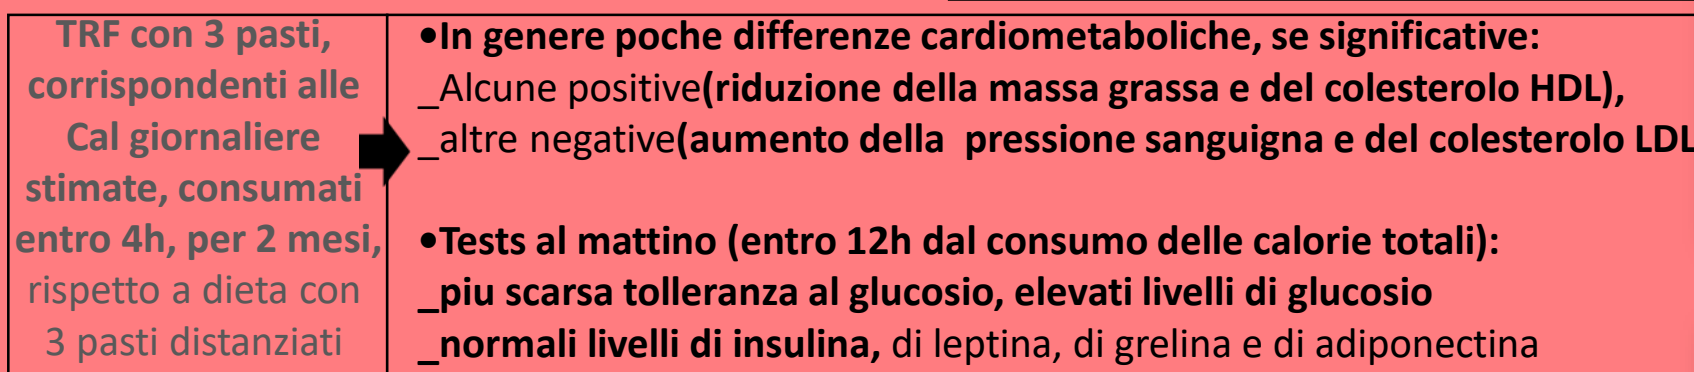 TRF con 3 pasti,
corrispondenti alle
Cal giornaliere
stimate, consumati
entro 4h, per 2 mesi,
rispetto a dieta con
3 pasti distanziati
•In genere poche differenze cardiometaboliche, se significative:
_Alcune positive(riduzione della massa grassa e del colesterolo HDL),
_altre negative(aumento della pressione sanguigna e del colesterolo LDL
•Tests al mattino (entro 12h dal consumo delle calorie totali):
_piu scarsa tolleranza al glucosio, elevati livelli di glucosio
_normali livelli di insulina, di leptina, di grelina e di adiponectina